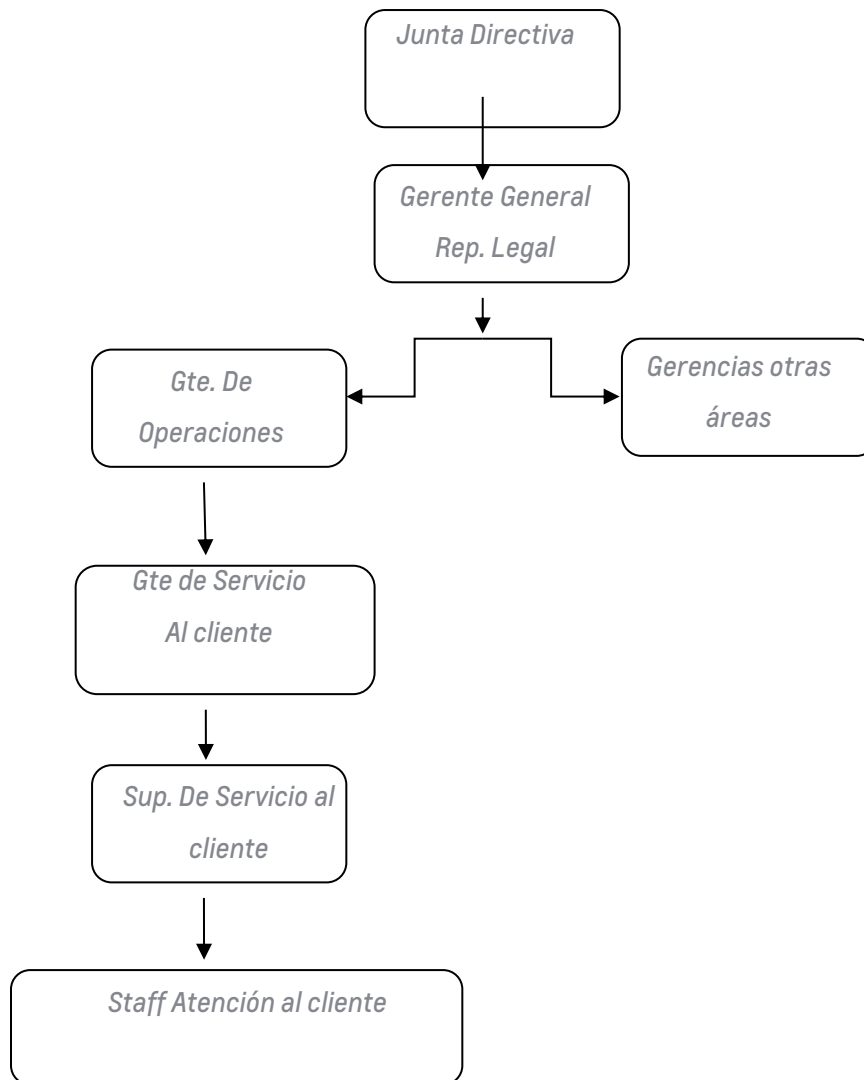 Junta Directiva
Gerente General
Rep. Legal
Gte. De
Operaciones
Gerencias otras
áreas
Gte de Servicio
Al cliente
Sup. De Servicio al
cliente
Staff Atención al cliente